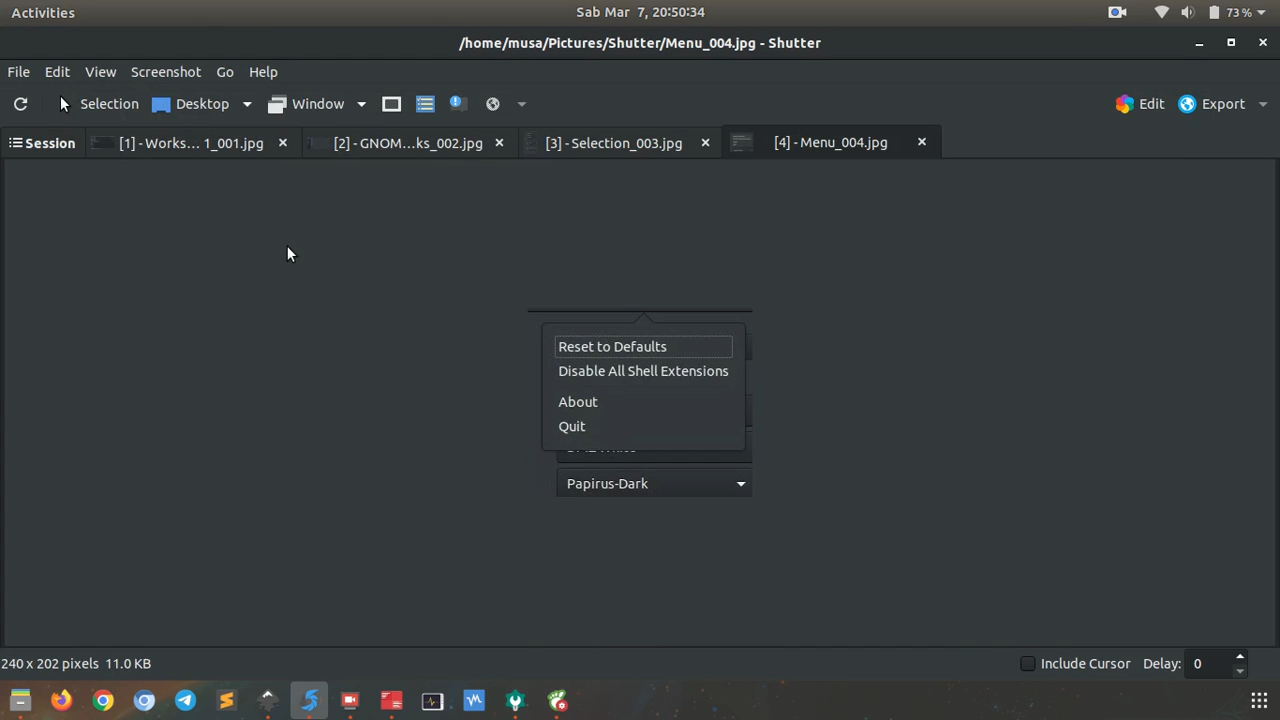 Activities
Sab Mar 7, 20:50:34
73 %
/home/musa/Pictures/Shutter/Menu_004.jpg - Shutter
File Edit View Screenshot Go Help
Selection Desktop Window Edit Export
Session [1] - Works... 1_001.jpg [2] - GNOM...ks_002.jpg [3] - Selection_003.jpg [4] - Menu_004.jpg
Reset to Defaults
Disable All Shell Extensions
About
Quit
Papirus-Dark
240 x 202 pixels 11.0 KB
Include Cursor Delay: 0